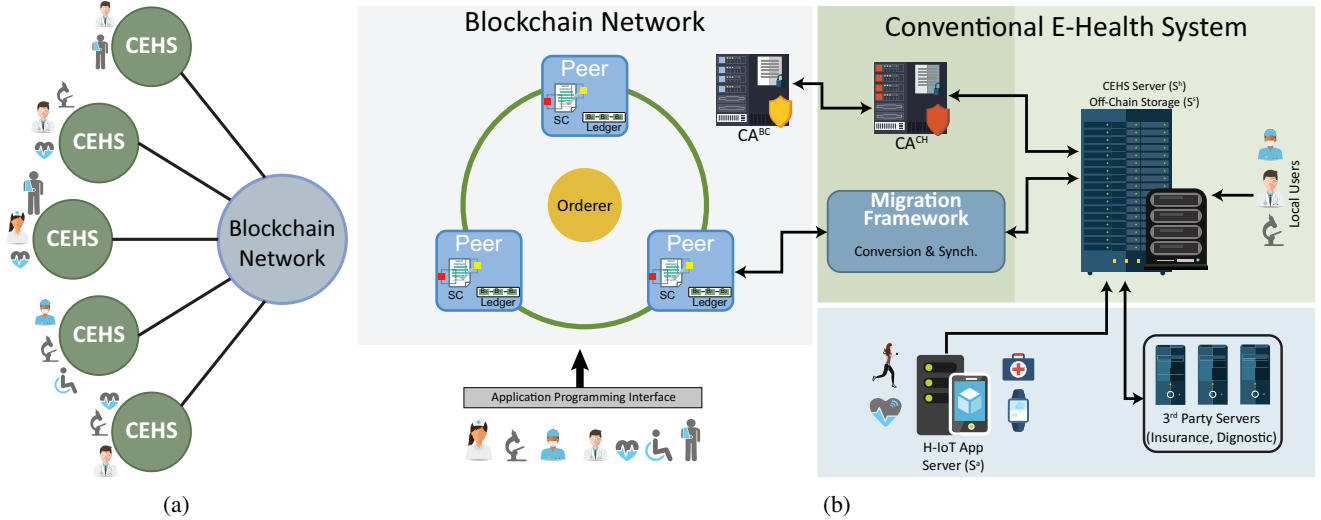 CEHS
CEHS
CEHS
CEHS
CEHS
Blockchain
Network
(a)
Blockchain Network
Peer
SC
Ledger
Orderer
Peer
SC
Ledger
Peer
SC
Ledger
Application Programming Interface
CA^BC
Conventional E-Health System
CA^CH
CEHS Server (S^h)
Off-Chain Storage (S^s)
Migration
Framework
Conversion & Synch.
Local Users
H-IoT App
Server (S^a)
3rd Party Servers
(Insurance, Dignostic)
(b)